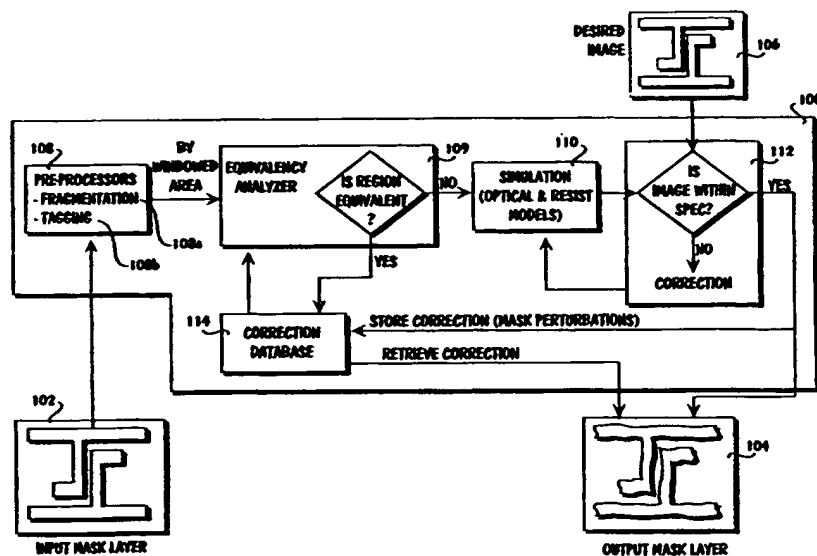 DESIRED
IMAGE
106
100
108
PRE-PROCESSORS
- FRAGMENTATION
- TAGGING
108a
108b
BY
WINDOWED
AREA
EQUIVALENCY
ANALYZER
109
IS REGION
EQUIVALENT
?
NO
YES
110
SIMULATION
(OPTICAL & RESIST
MODELS)
IS
IMAGE WITHIN
SPEC?
112
YES
NO
CORRECTION
114
CORRECTION
DATABASE
STORE CORRECTION (MASK PERTURBATIONS)
RETRIEVE CORRECTION
102
INPUT MASK LAYER
104
OUTPUT MASK LAYER